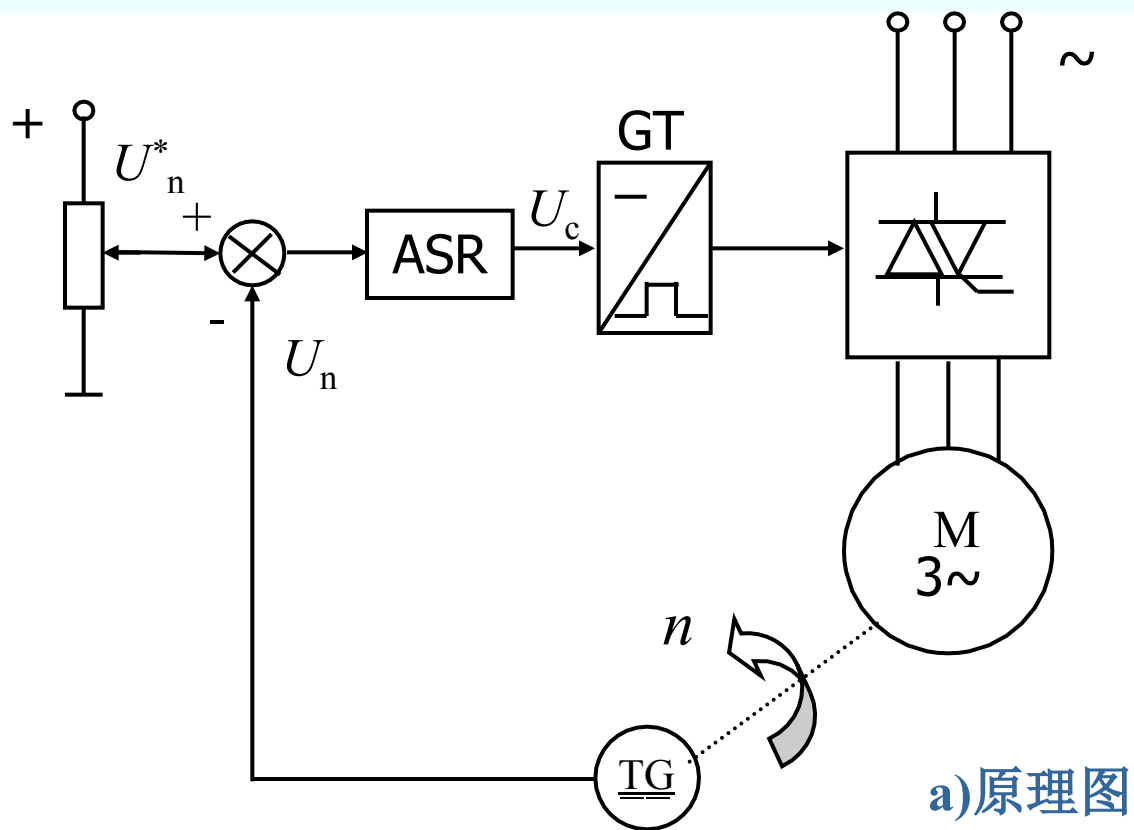 ~
GT
+
U*n
+
Uc
ASR
-
Un
M
3~
n
TG
a)原理图